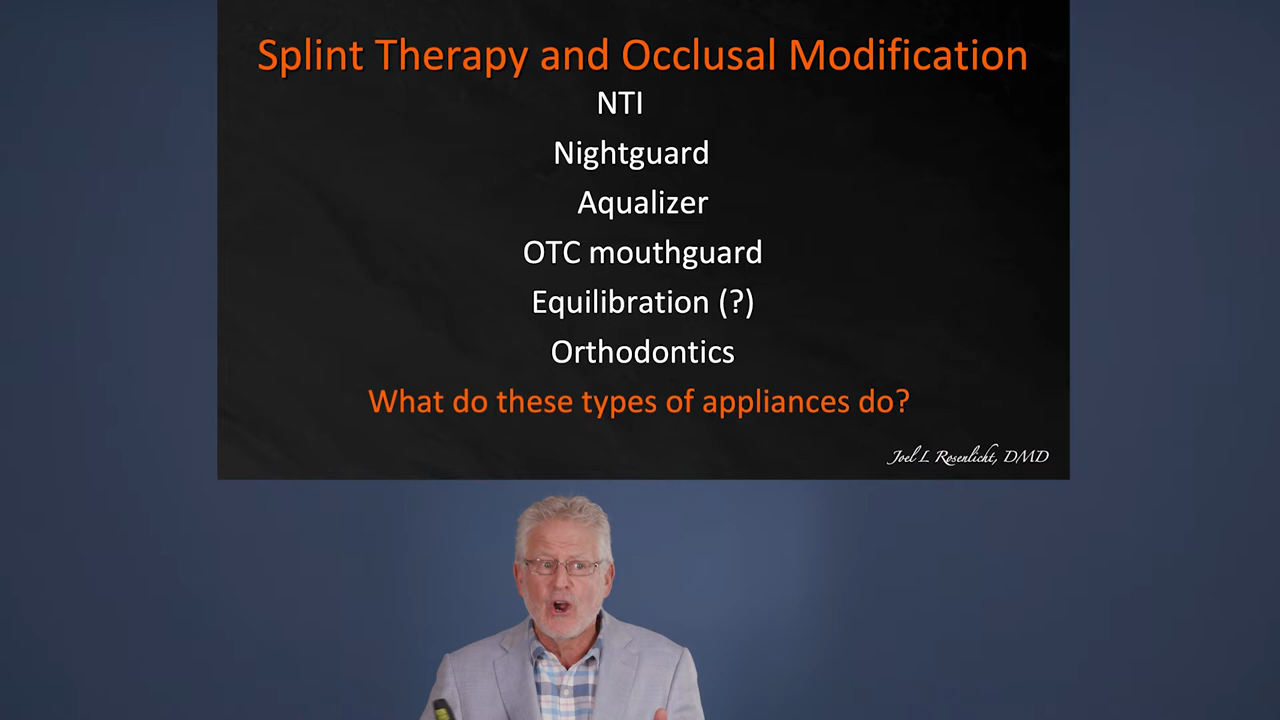 Splint Therapy and Occlusal Modification
NTI
Nightguard
Aqualizer
OTC mouthguard
Equilibration (?)
Orthodontics
What do these types of appliances do?
Joel L Rosenlicht, DMD